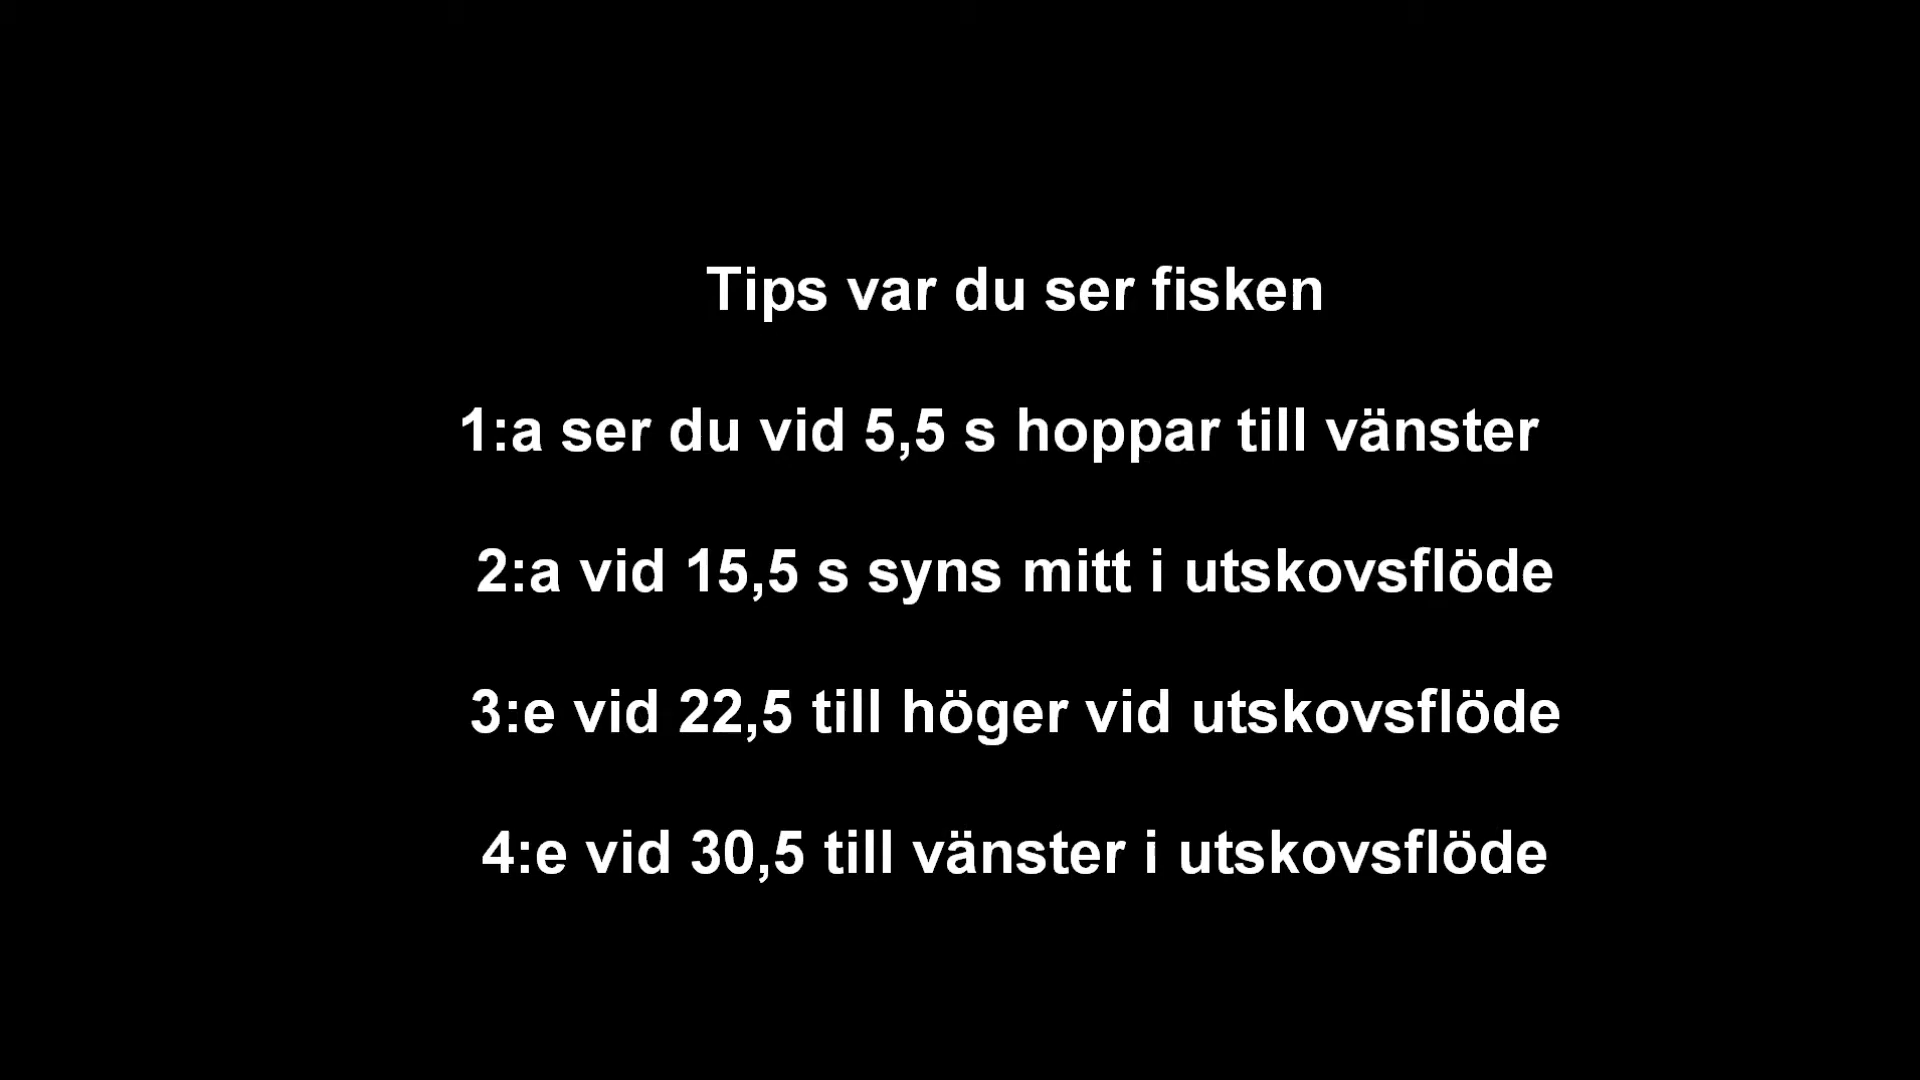 Tips var du ser fisken
1:a ser du vid 5,5 s hoppar till vänster
2:a vid 15,5 s syns mitt i utskovsflöde
3:e vid 22,5 till höger vid utskovsflöde
4:e vid 30,5 till vänster i utskovsflöde